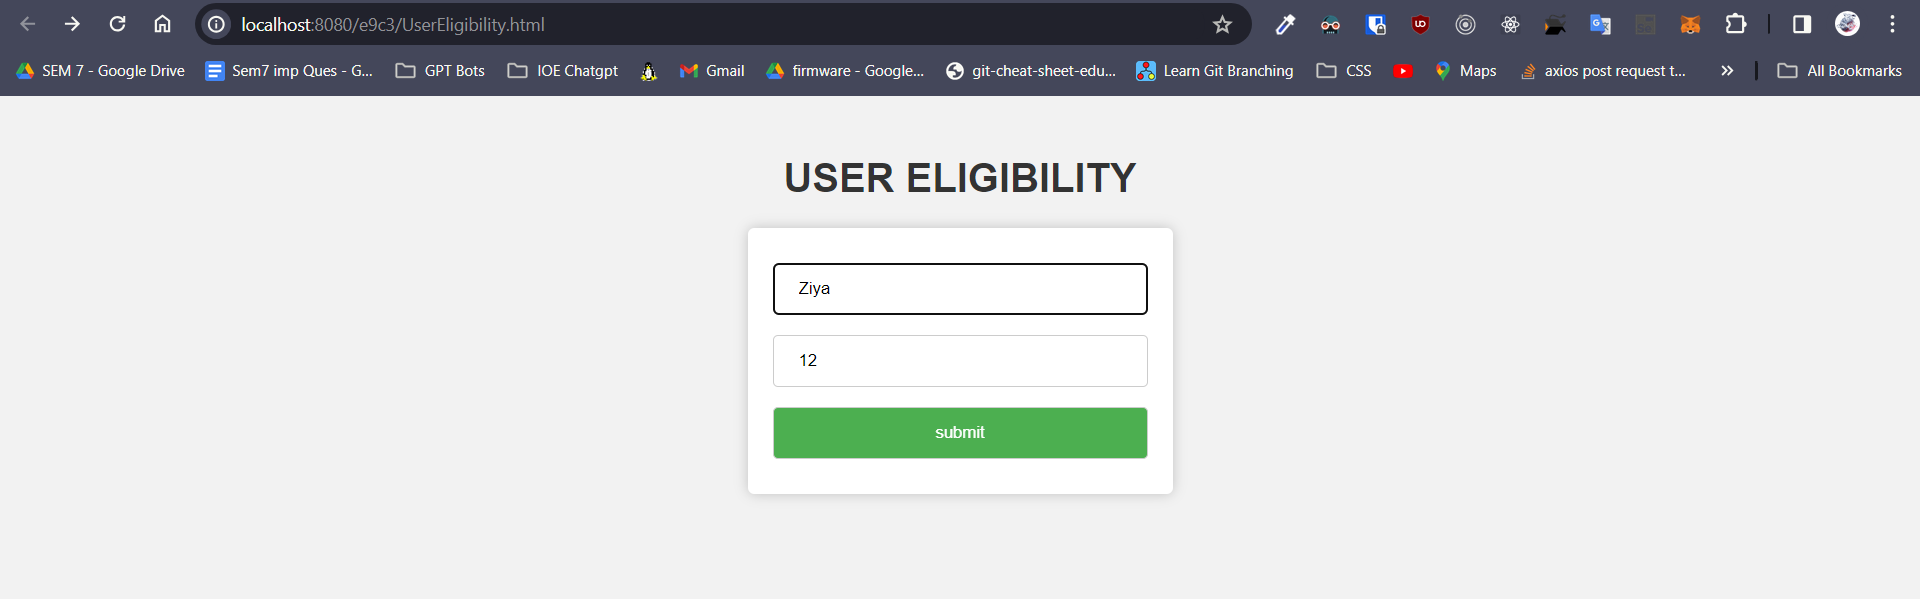 localhost:8080/e9c3/UserEligibility.html
SEM 7 - Google Drive Sem7 imp Ques - G... GPT Bots IOE Chatgpt Gmail firmware - Google... git-cheat-sheet-edu... Learn Git Branching CSS Maps axios post request t... » All Bookmarks
USER ELIGIBILITY
Ziya
12
submit